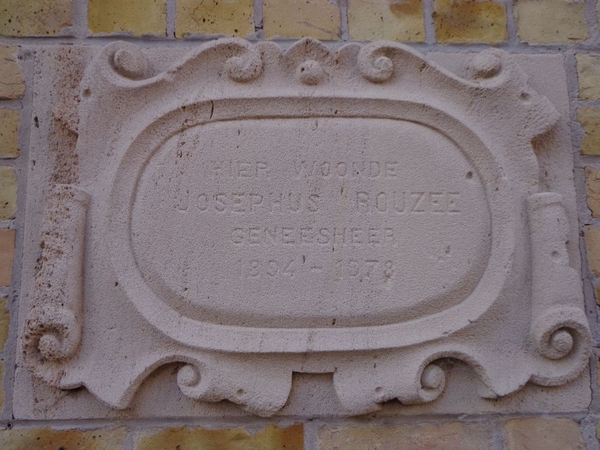 HIER WOONDE
JOSEPHUS ROUZEE
GENEESHEER
1894 - 1978